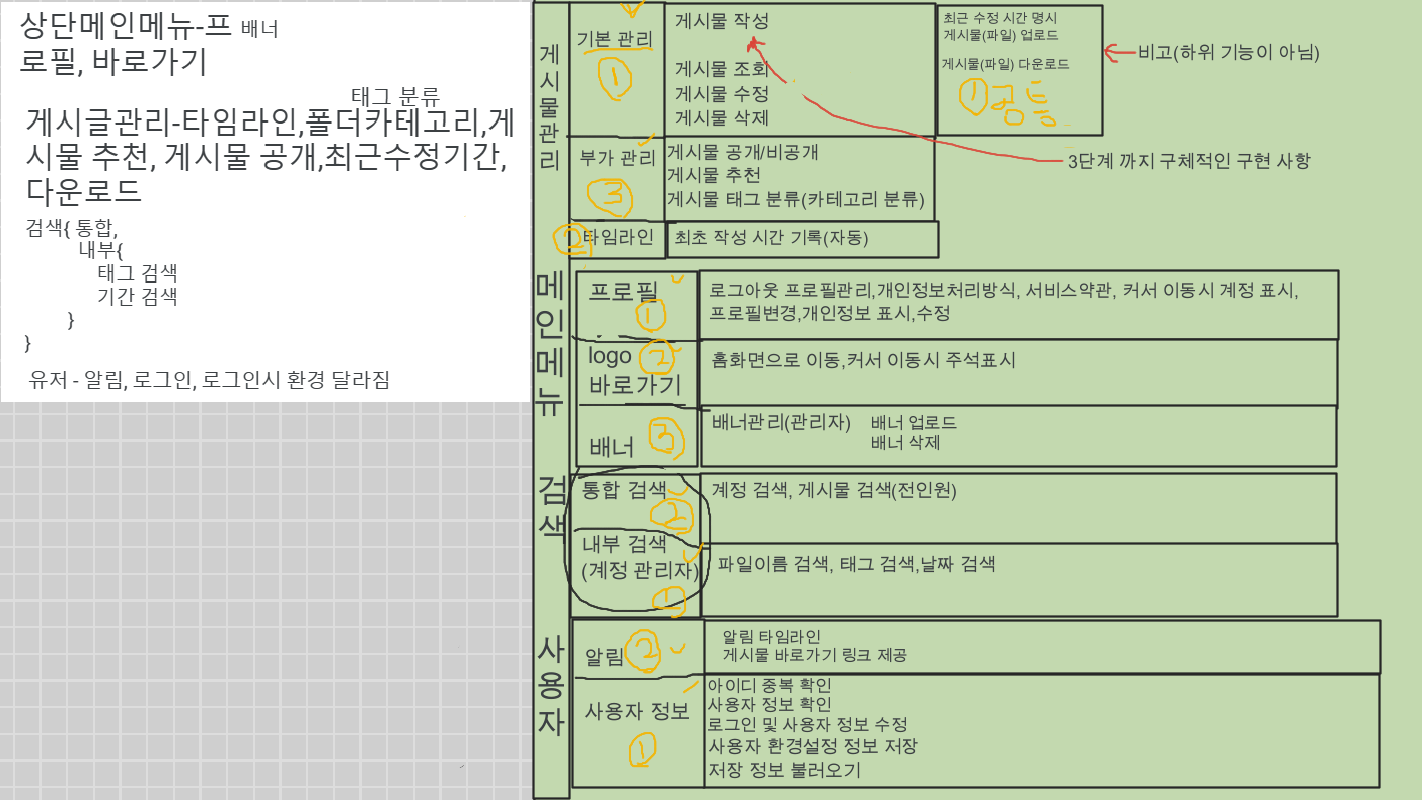 상단메인메뉴-프 배너
로필, 바로가기
태그 분류
게시글관리-타임라인,폴더카테고리,게
시물 추천, 게시물 공개,최근수정기간,
다운로드
검색{ 통합,
내부{
태그 검색
기간 검색
}
}
유저 - 알림, 로그인, 로그인시 환경 달라짐
게시물관리
기본 관리
①
게시물 작성
게시물 조회
게시물 수정
게시물 삭제
최근 수정 시간 명시
게시물(파일) 업로드
게시물(파일) 다운로드
①공동
비고(하위 기능이 아님)
3단계 까지 구체적인 구현 사항
부가 관리
③
게시물 공개/비공개
게시물 추천
게시물 태그 분류(카테고리 분류)
②
타임라인
최초 작성 시간 기록(자동)
메인메뉴
프로필
①
로그아웃 프로필관리,개인정보처리방식, 서비스약관, 커서 이동시 계정 표시,
프로필변경,개인정보 표시,수정
logo ②
바로가기
홈화면으로 이동,커서 이동시 주석표시
배너 ③
배너관리(관리자) 배너 업로드
배너 삭제
검색
통합 검색
②
계정 검색, 게시물 검색(전인원)
내부 검색
(계정 관리자)
①
파일이름 검색, 태그 검색,날짜 검색
사용자
알림 ②
알림 타임라인
게시물 바로가기 링크 제공
사용자 정보
①
아이디 중복 확인
사용자 정보 확인
로그인 및 사용자 정보 수정
사용자 환경설정 정보 저장
저장 정보 불러오기